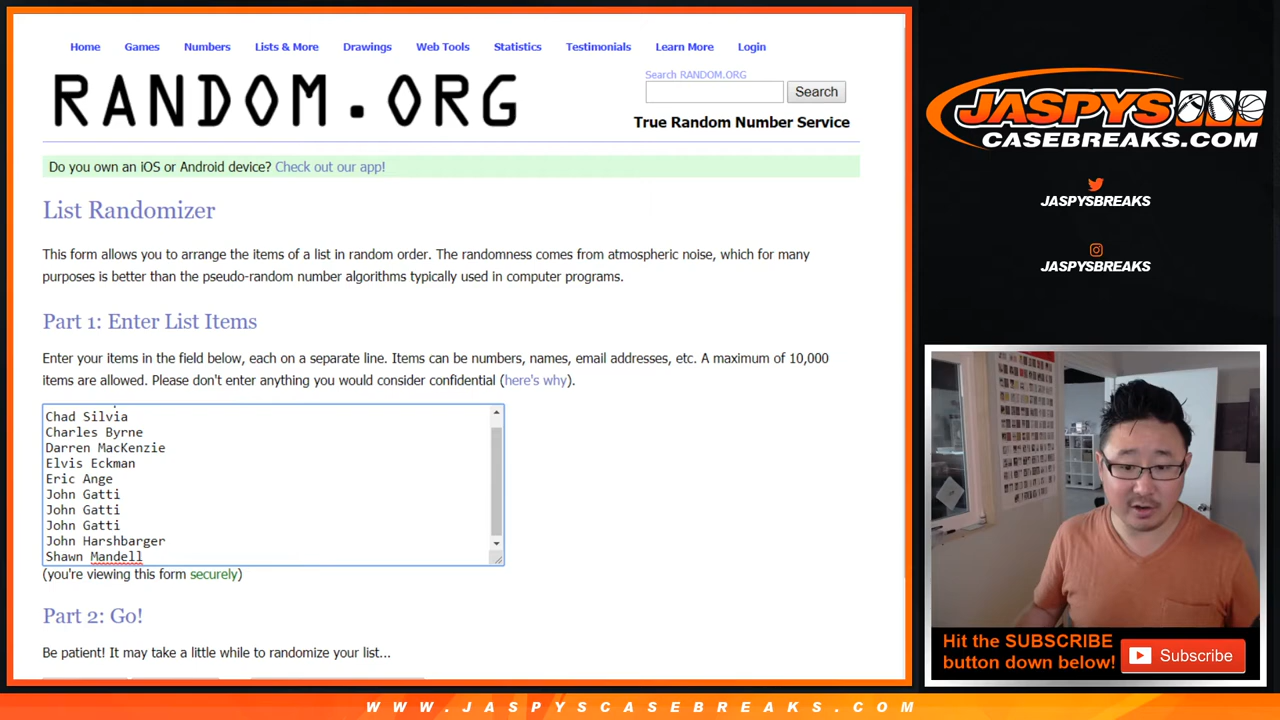 Home Games Numbers Lists & More Drawings Web Tools Statistics Testimonials Learn More Login
RANDOM.ORG
Search RANDOM.ORG
Search
True Random Number Service
Do you own an iOS or Android device? Check out our app!
List Randomizer
This form allows you to arrange the items of a list in random order. The randomness comes from atmospheric noise, which for many
purposes is better than the pseudo-random number algorithms typically used in computer programs.
Part 1: Enter List Items
Enter your items in the field below, each on a separate line. Items can be numbers, names, email addresses, etc. A maximum of 10,000
items are allowed. Please don't enter anything you would consider confidential (here's why).
Chad Silvia
Charles Byrne
Darren MacKenzie
Elvis Eckman
Eric Ange
John Gatti
John Gatti
John Gatti
John Harshbarger
Shawn Mandell
(you're viewing this form securely)
Part 2: Go!
Be patient! It may take a little while to randomize your list...
JASPYS
CASEBREAKS.COM
JASPYSBREAKS
JASPYSBREAKS
Hit the SUBSCRIBE
button down below!
Subscribe
WWW.JASPYSCASEBREAKS.COM